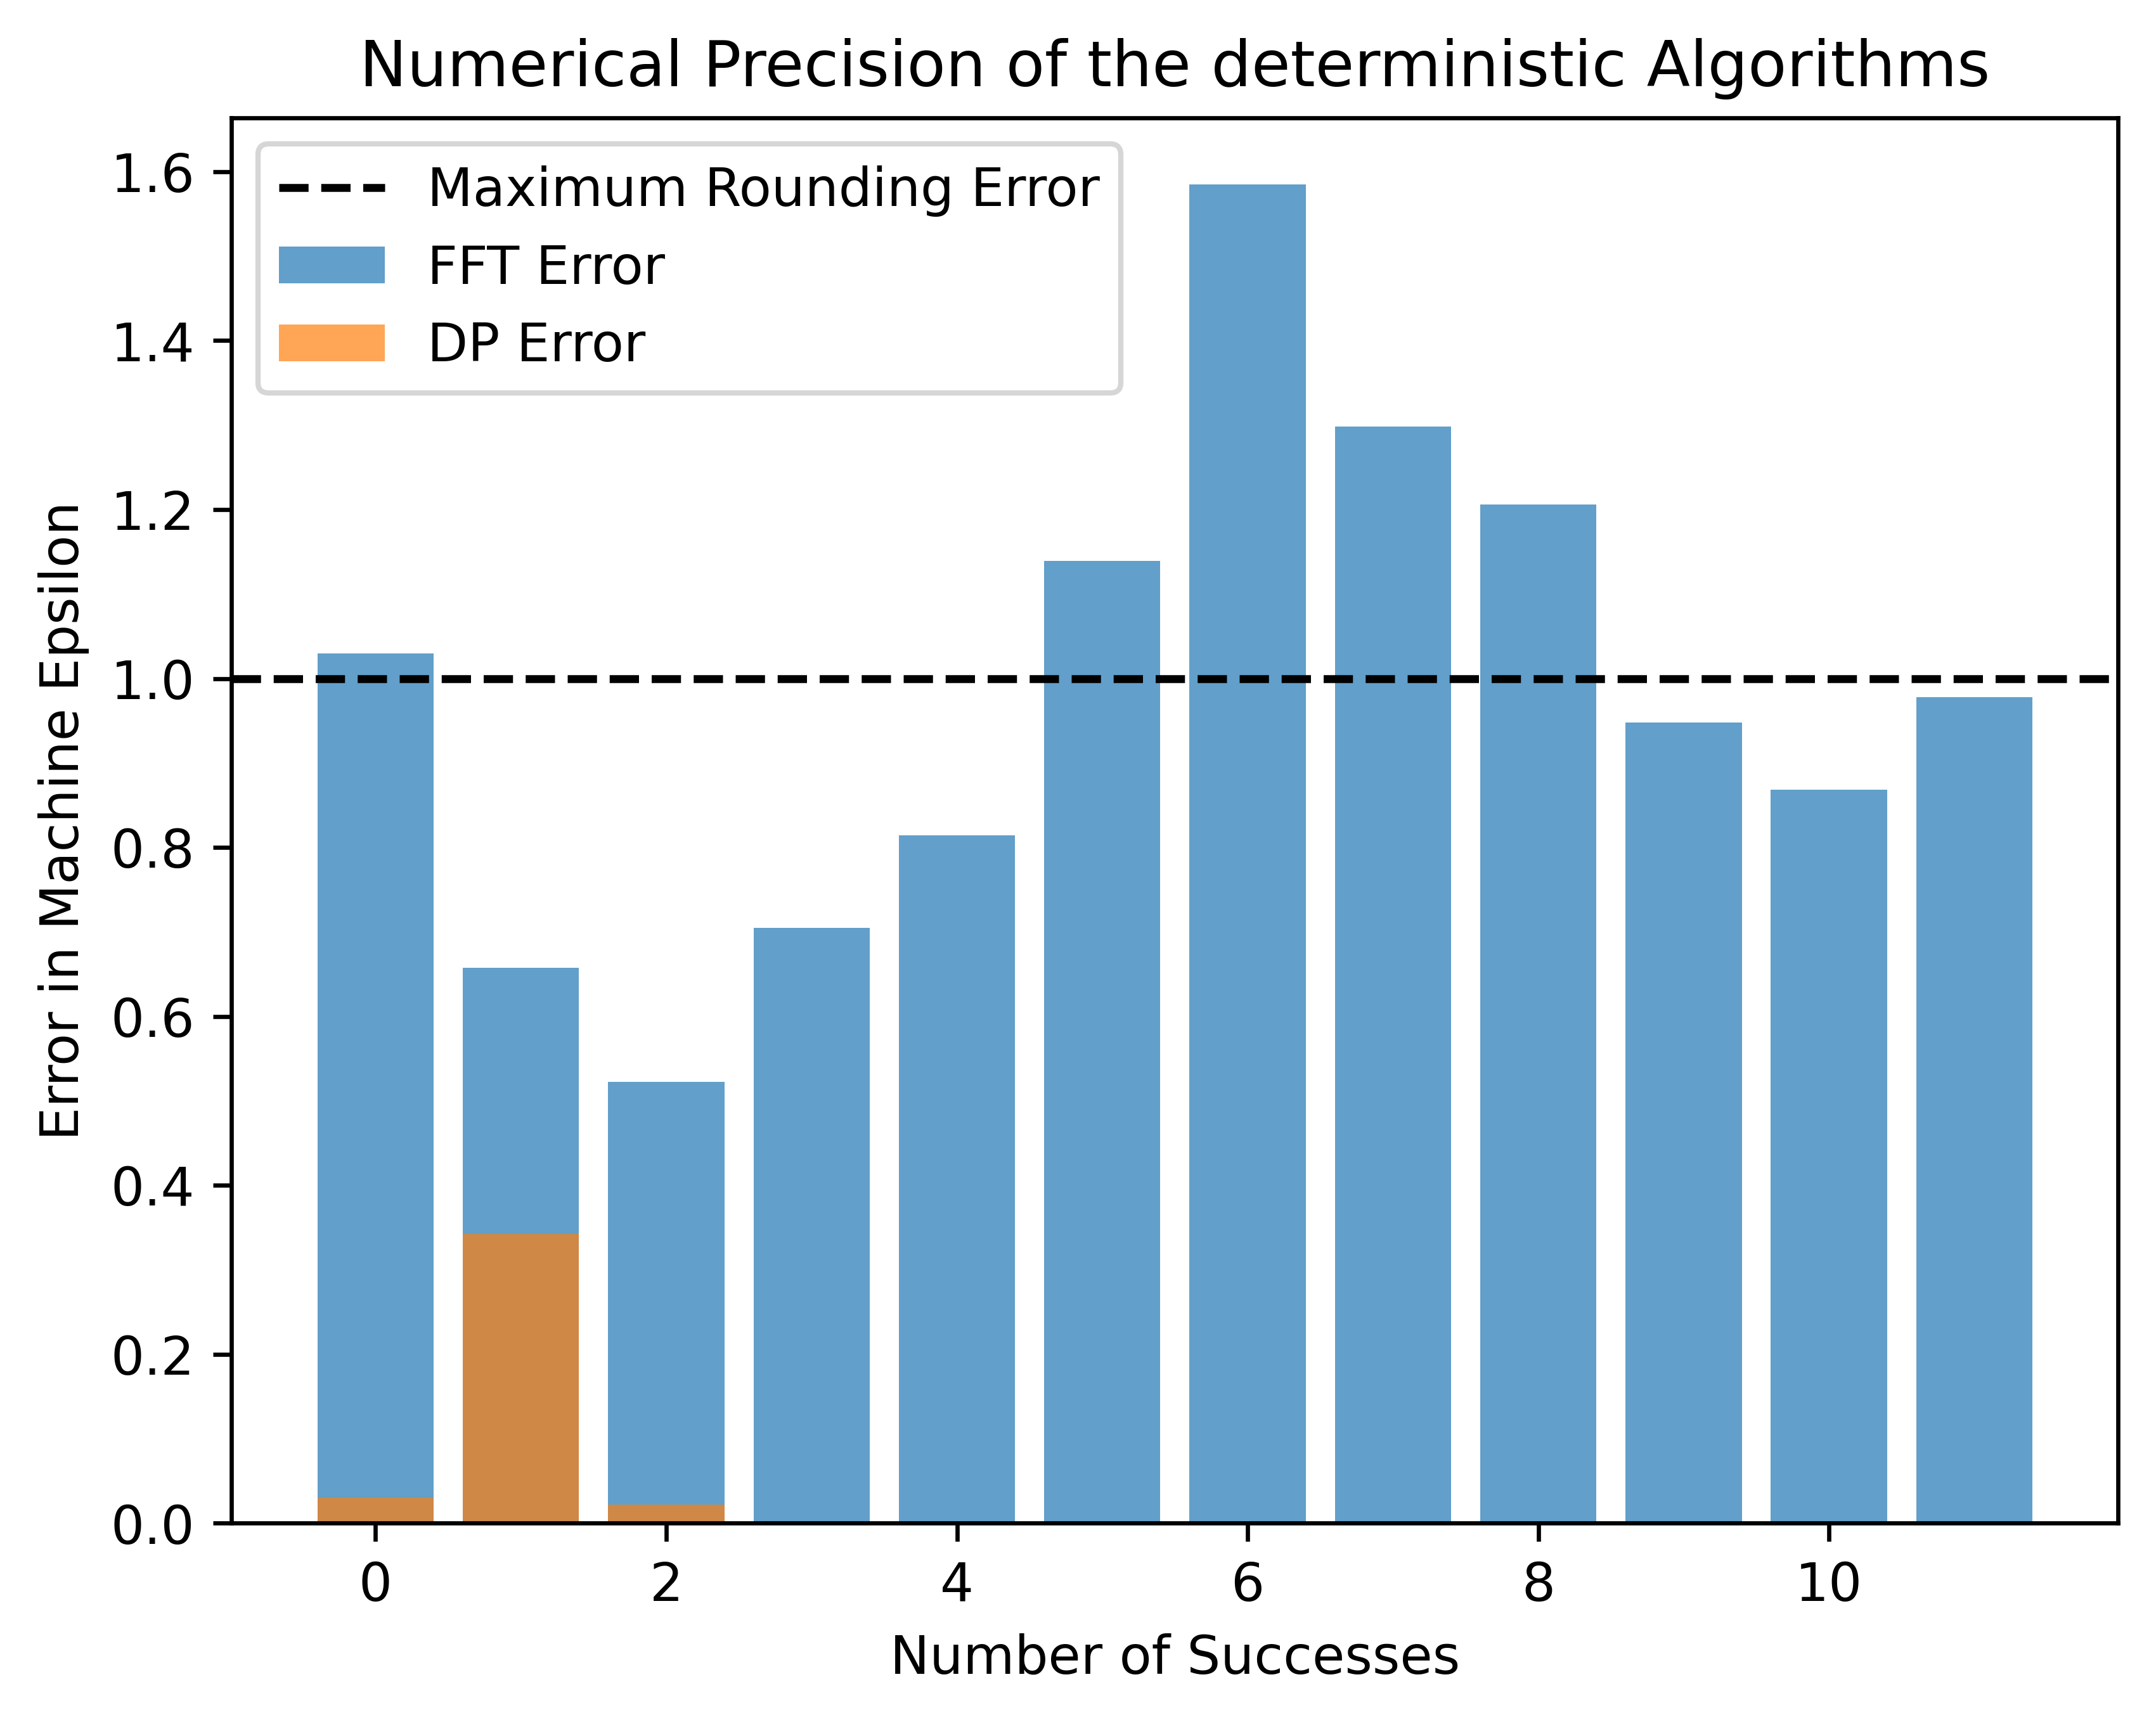 Numerical Precision of the deterministic Algorithms
Maximum Rounding Error
FFT Error
DP Error
Error in Machine Epsilon
1.6
1.4
1.2
1.0
0.8
0.6
0.4
0.2
0.0
0 2 4 6 8 10
Number of Successes